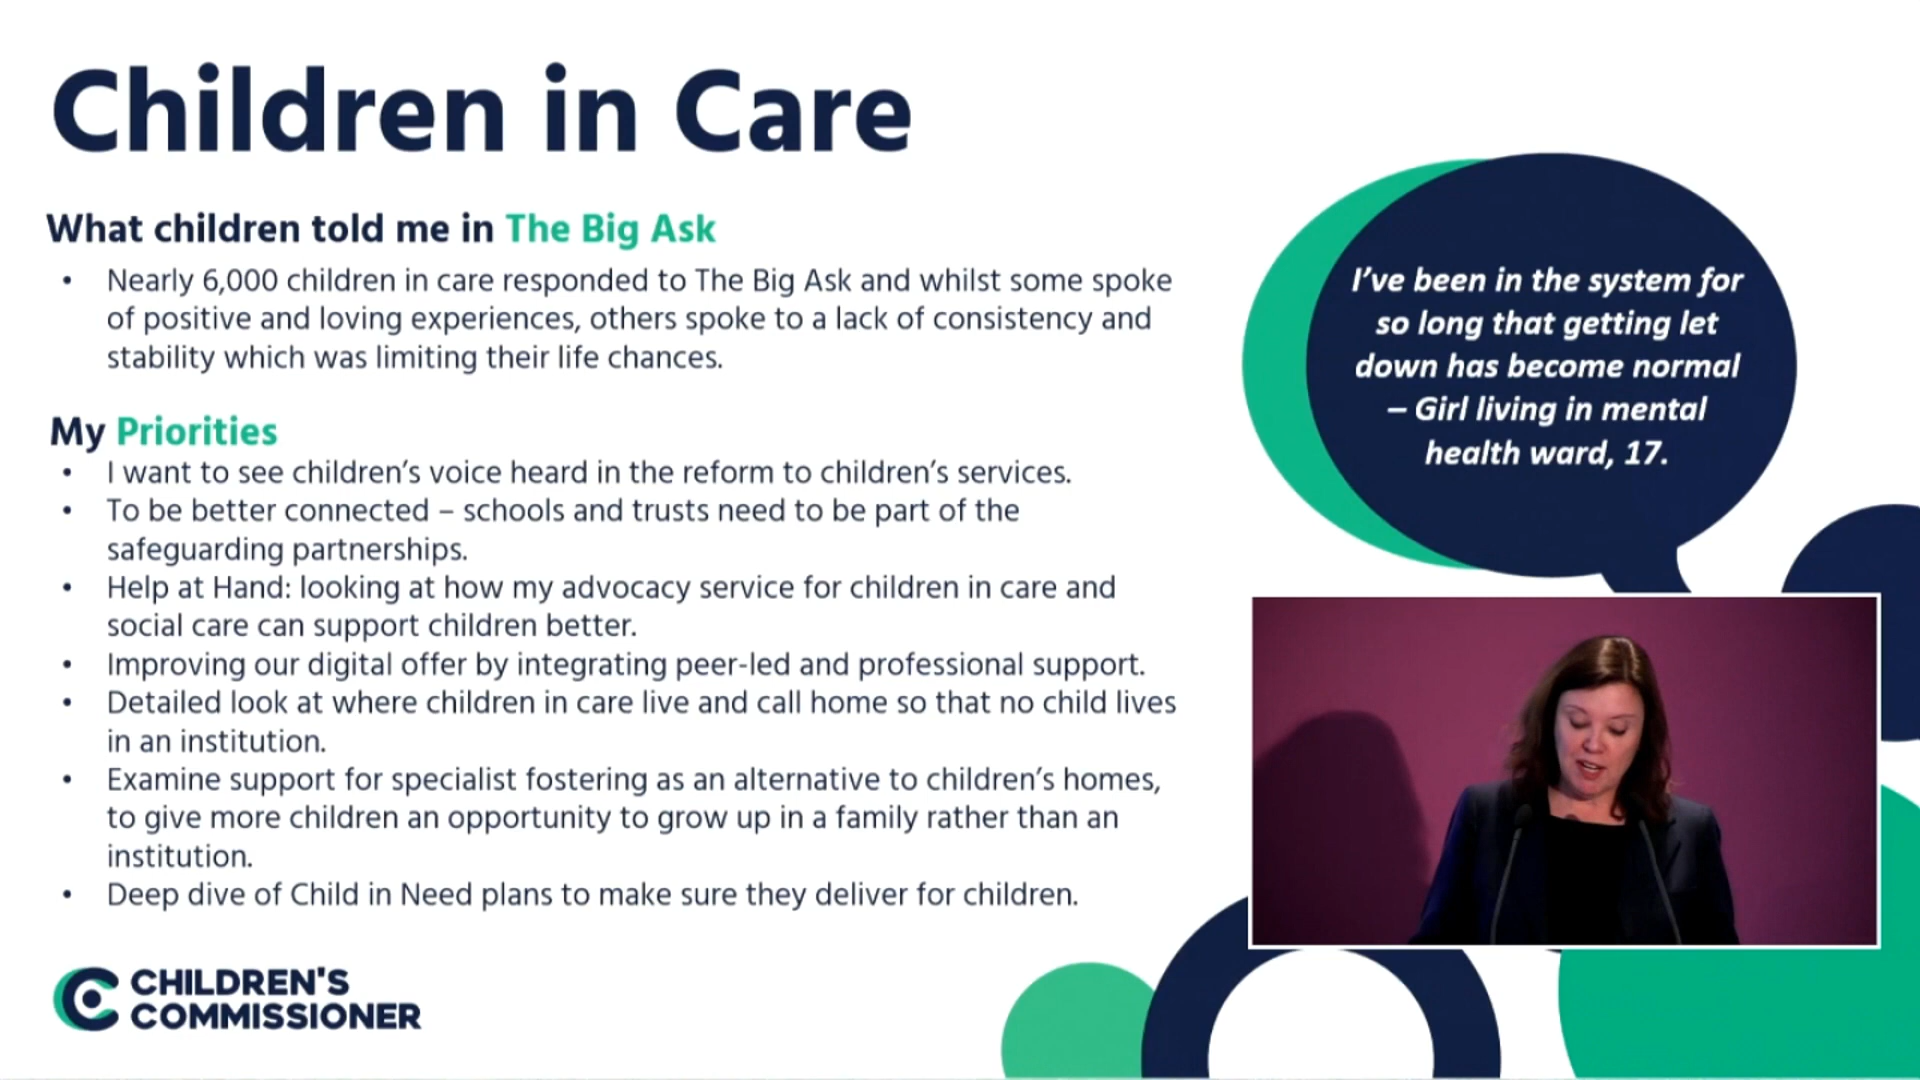 Children in Care
What children told me in The Big Ask
• Nearly 6,000 children in care responded to The Big Ask and whilst some spoke
of positive and loving experiences, others spoke to a lack of consistency and
stability which was limiting their life chances.
My Priorities
• I want to see children’s voice heard in the reform to children’s services.
• To be better connected – schools and trusts need to be part of the
safeguarding partnerships.
• Help at Hand: looking at how my advocacy service for children in care and
social care can support children better.
• Improving our digital offer by integrating peer-led and professional support.
• Detailed look at where children in care live and call home so that no child lives
in an institution.
• Examine support for specialist fostering as an alternative to children’s homes,
to give more children an opportunity to grow up in a family rather than an
institution.
• Deep dive of Child in Need plans to make sure they deliver for children.
I’ve been in the system for
so long that getting let
down has become normal
– Girl living in mental
health ward, 17.
CHILDREN'S
COMMISSIONER